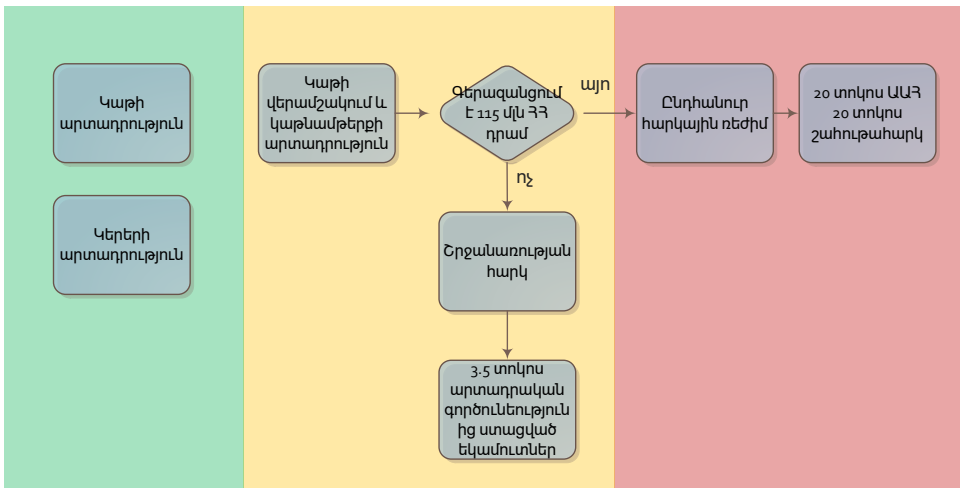 Կաթի
արտադրություն
Կերերի
արտադրություն
Կաթի
վերամշակում և
կաթնամթերքի
արտադրություն
Գերազանցում
է 115 մլն ՀՀ
դրամ
այո
ոչ
Շրջանառության
հարկ
3.5 տոկոս
արտադրական
գործունեություն
ից ստացված
եկամուտներ
Ընդհանուր
հարկային ռեժիմ
20 տոկոս ԱԱՀ
20 տոկոս
շահութահարկ